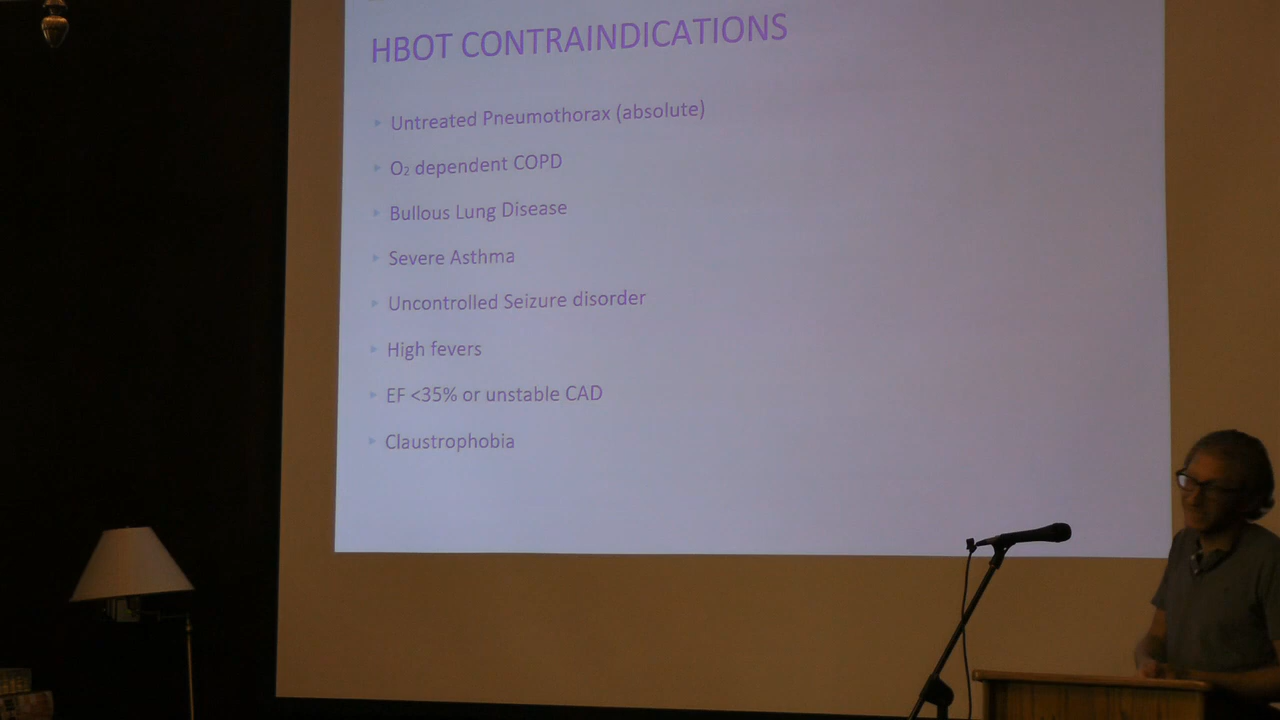 HBOT CONTRAINDICATIONS
Untreated Pneumothorax (absolute)
O₂ dependent COPD
Bullous Lung Disease
Severe Asthma
Uncontrolled Seizure disorder
High fevers
EF <35% or unstable CAD
Claustrophobia